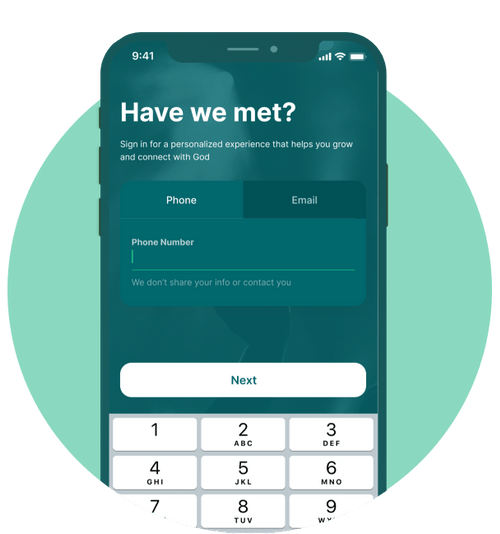 9:41
Have we met?
Sign in for a personalized experience that helps you grow
and connect with God
Phone Email
Phone Number
We don't share your info or contact you
Next
1 2 3
ABC DEF
4 5 6
GHI JKL MNO
7 8 9
TUV